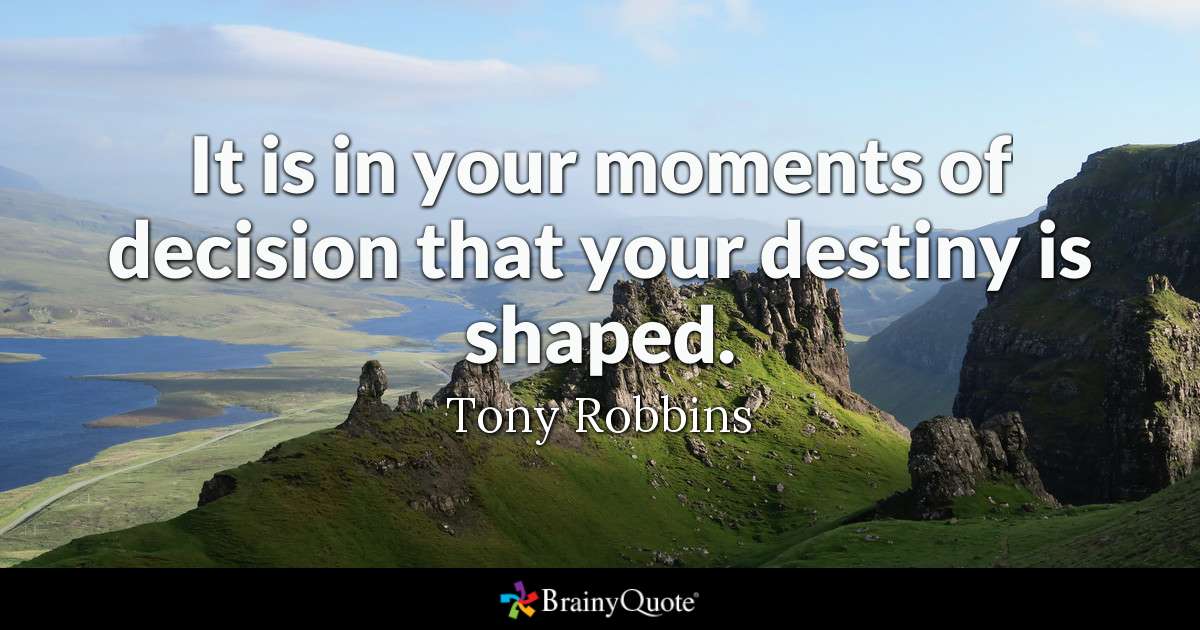 It is in your moments of
decision that your destiny is
shaped.
Tony Robbins
BrainyQuote®